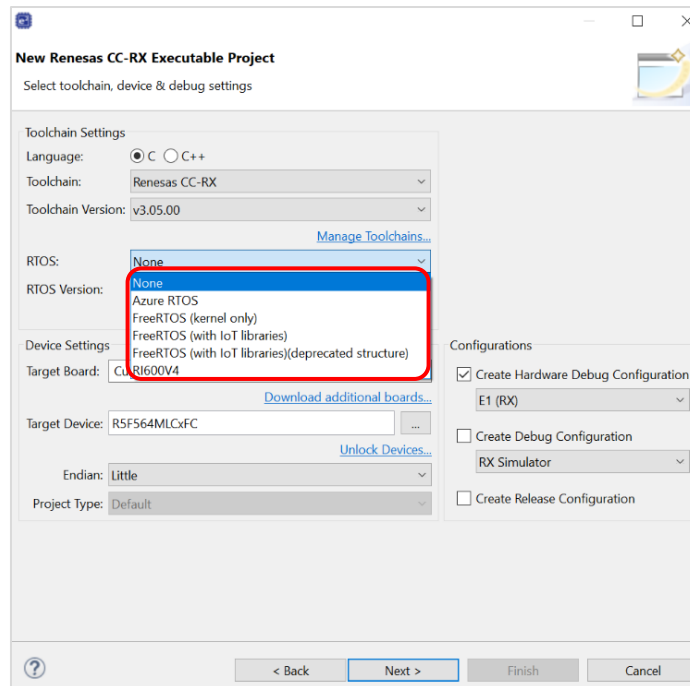 New Renesas CC-RX Executable Project
Select toolchain, device & debug settings
Toolchain Settings
Language: C C++
Toolchain: Renesas CC-RX
Toolchain Version: v3.05.00
Manage Toolchains...
RTOS: None
RTOS Version:
None
Azure RTOS
FreeRTOS (kernel only)
FreeRTOS (with IoT libraries)
FreeRTOS (with IoT libraries)(deprecated structure)
RI600V4
Device Settings
Target Board: Cu
Download additional boards...
Target Device: R5F564MLCxFC ...
Unlock Devices...
Endian: Little
Project Type: Default
Configurations
Create Hardware Debug Configuration
E1 (RX)
Create Debug Configuration
RX Simulator
Create Release Configuration
? < Back Next > Finish Cancel